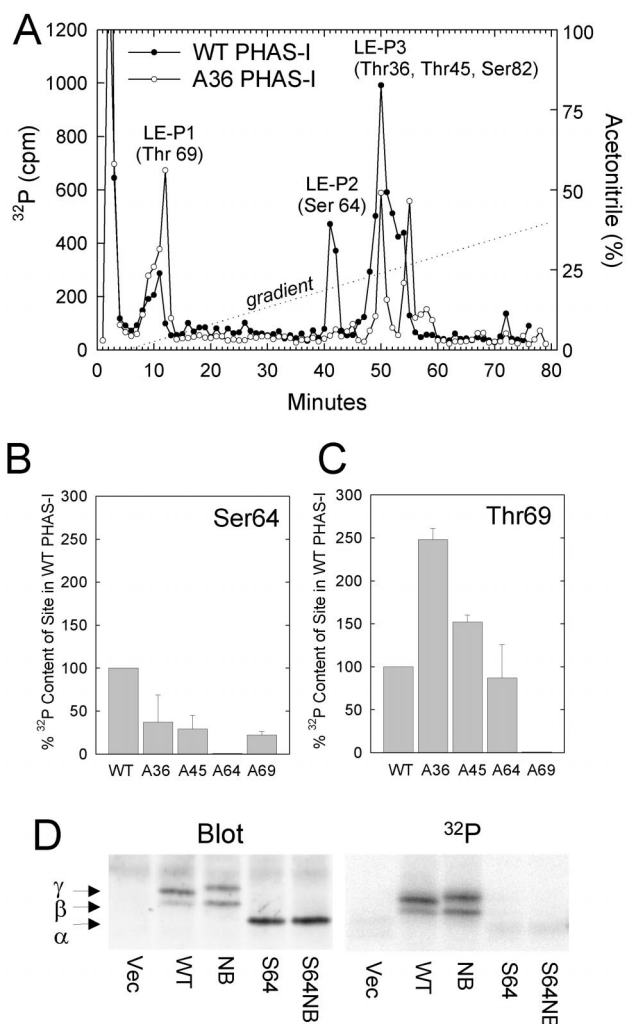 A
1200
1000
800
600
400
200
0
³²P (cpm)
WT PHAS-I
A36 PHAS-I
LE-P1
(Thr 69)
LE-P2
(Ser 64)
LE-P3
(Thr36, Thr45, Ser82)
gradient
100
75
50
25
0
Acetonitrile (%)
0 10 20 30 40 50 60 70 80
Minutes
B
% ³²P Content of Site in WT PHAS-I
300
250
200
150
100
50
0
Ser64
WT A36 A45 A64 A69
C
% ³²P Content of Site in WT PHAS-I
300
250
200
150
100
50
0
Thr69
WT A36 A45 A64 A69
D
Blot
³²P
γ
β
α
Vec WT NB S64 S64NB
Vec WT NB S64 S64NB